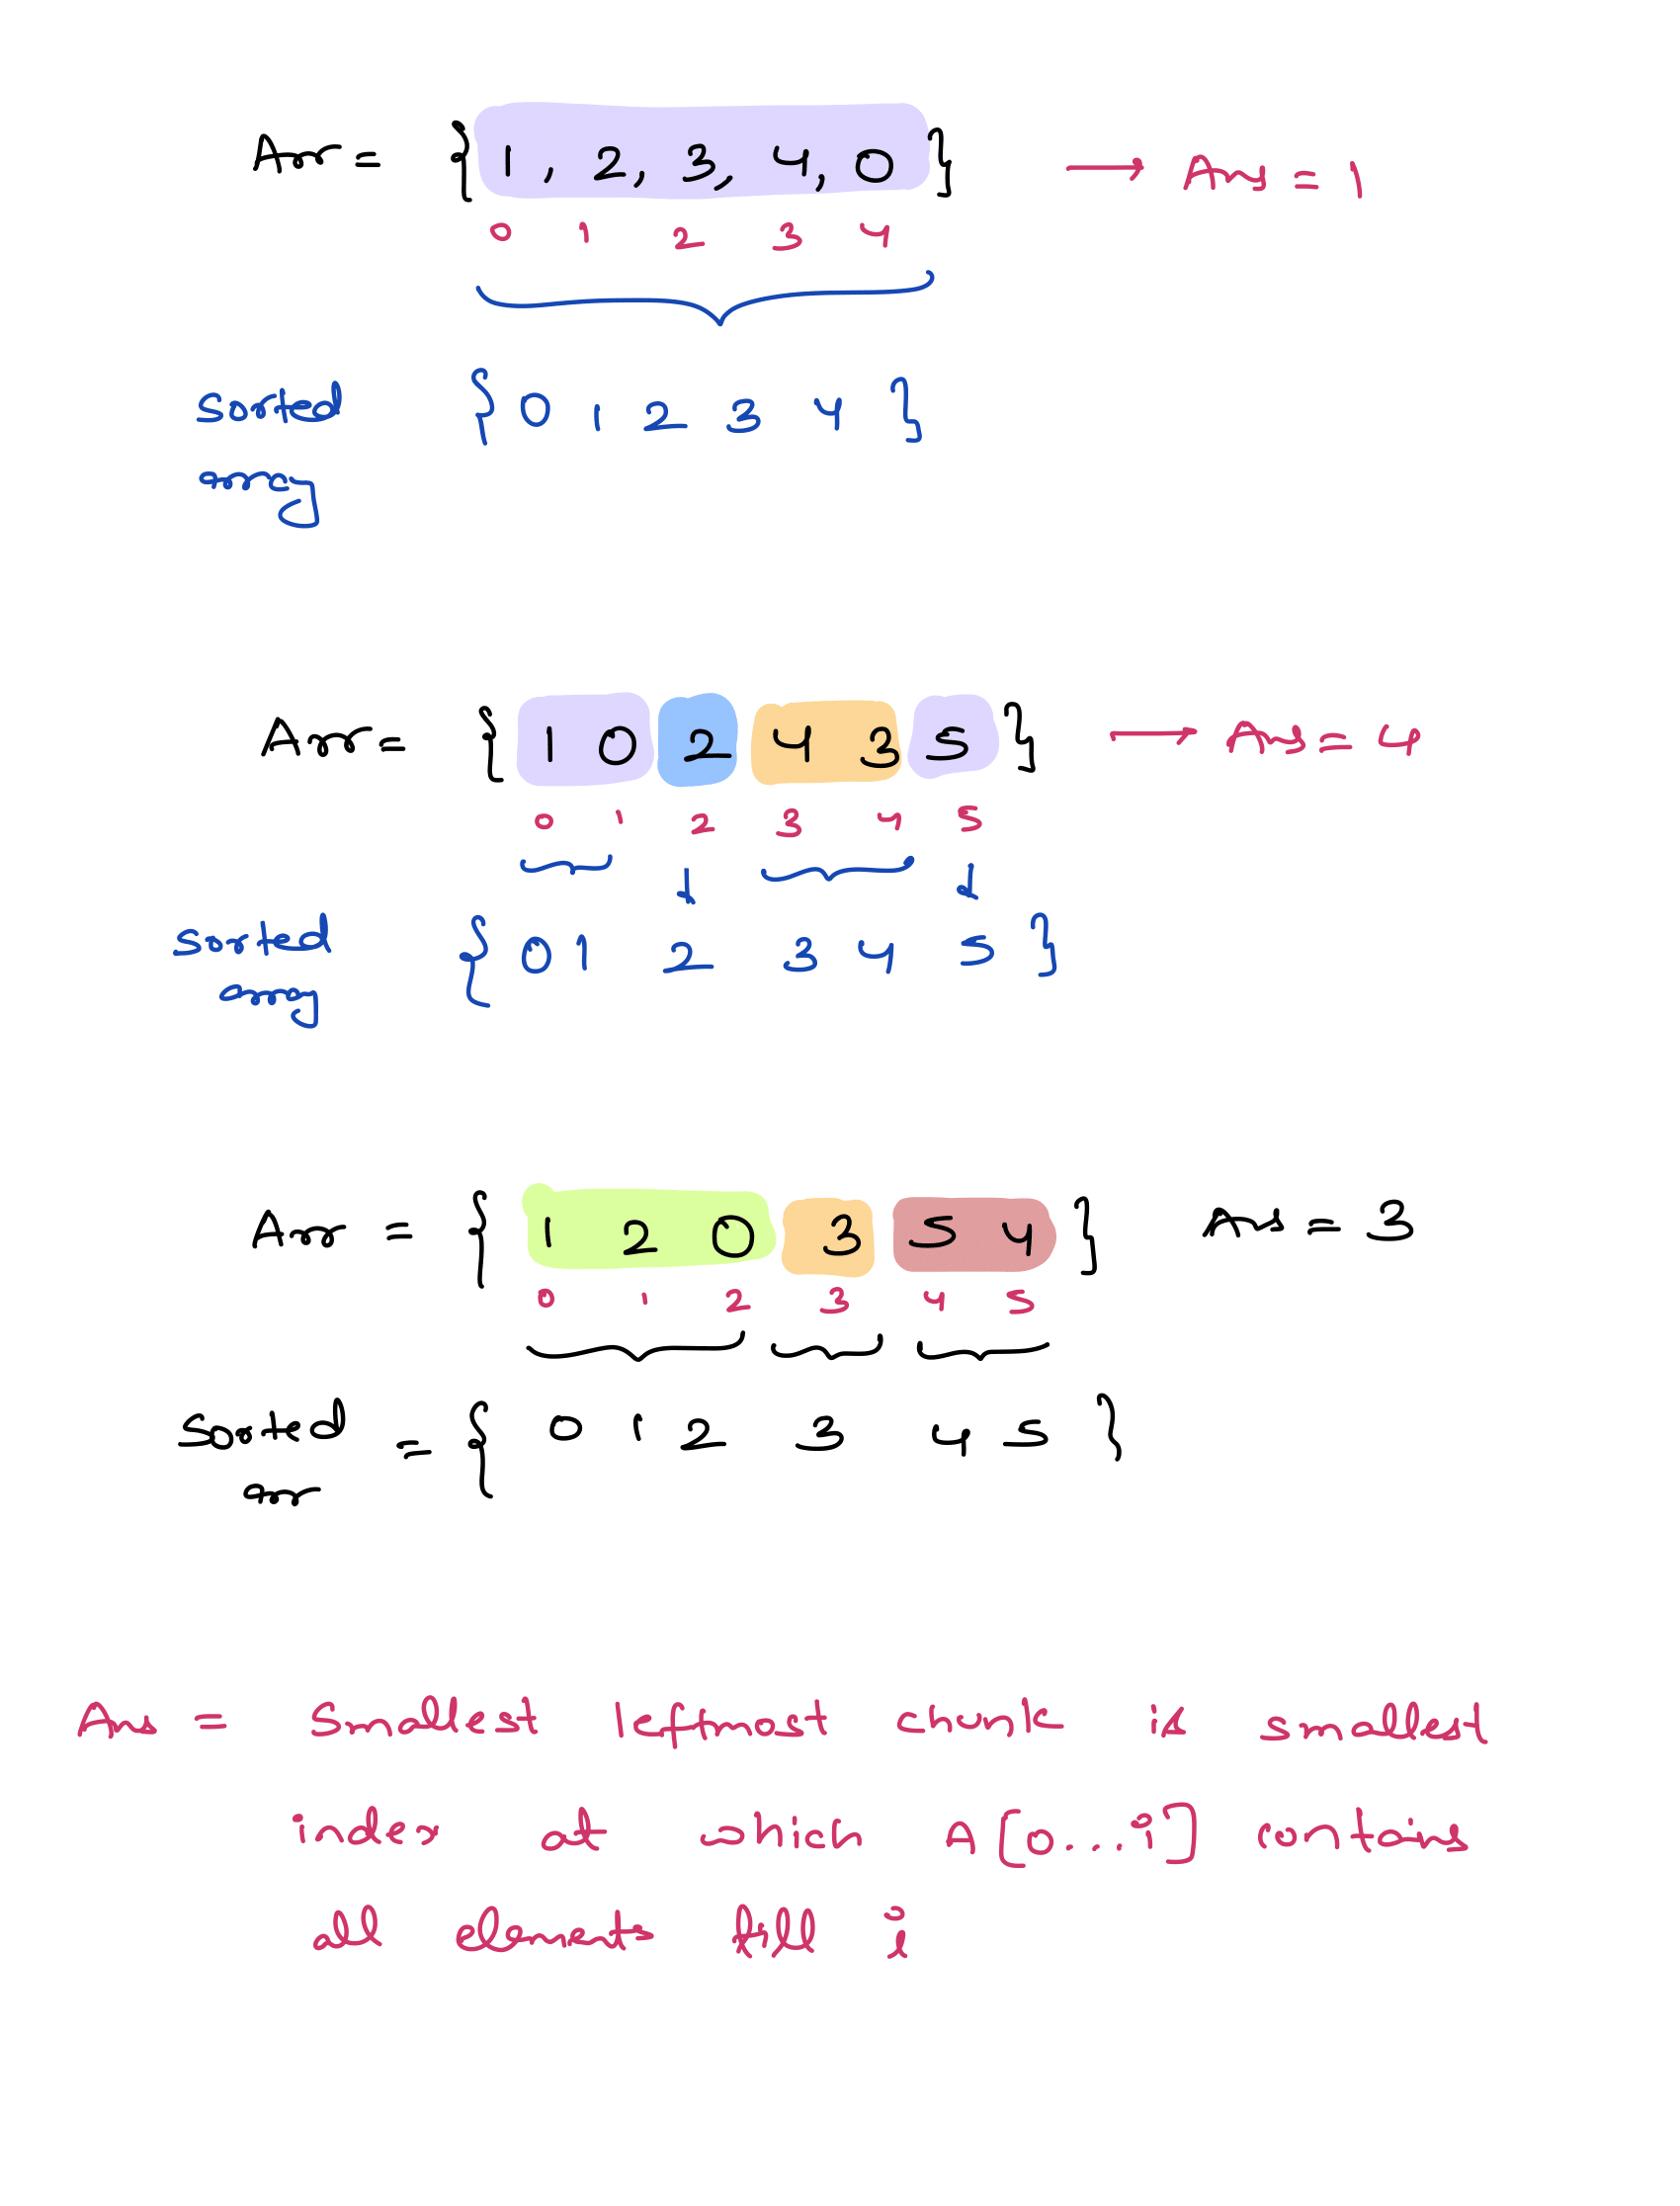 Arr = {1, 2, 3, 4, 0} → Ans = 1
0 1 2 3 4
sorted { 0 1 2 3 4 }
array
Arr = { 1 0 2 4 3 5 } → Ans = 4
0 1 2 3 4 5
sorted { 0 1 2 3 4 5 }
array
Arr = { 1 2 0 3 5 4 } Ans = 3
0 1 2 3 4 5
Sorted = { 0 1 2 3 4 5 }
arr
Ans = Smallest leftmost chunk is smallest
index at which A[0...i] contains
all elements till i